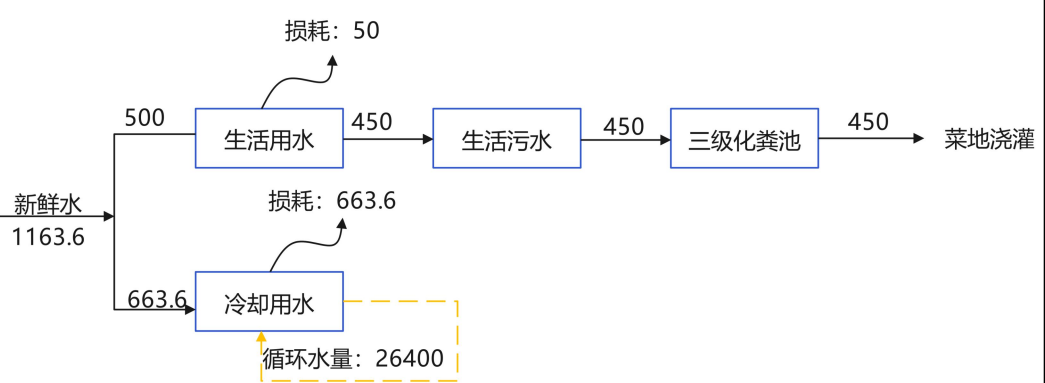 损耗：50
500
生活用水
450
生活污水
450
三级化粪池
450
菜地浇灌
新鲜水
1163.6
损耗：663.6
663.6
冷却用水
循环水量：26400